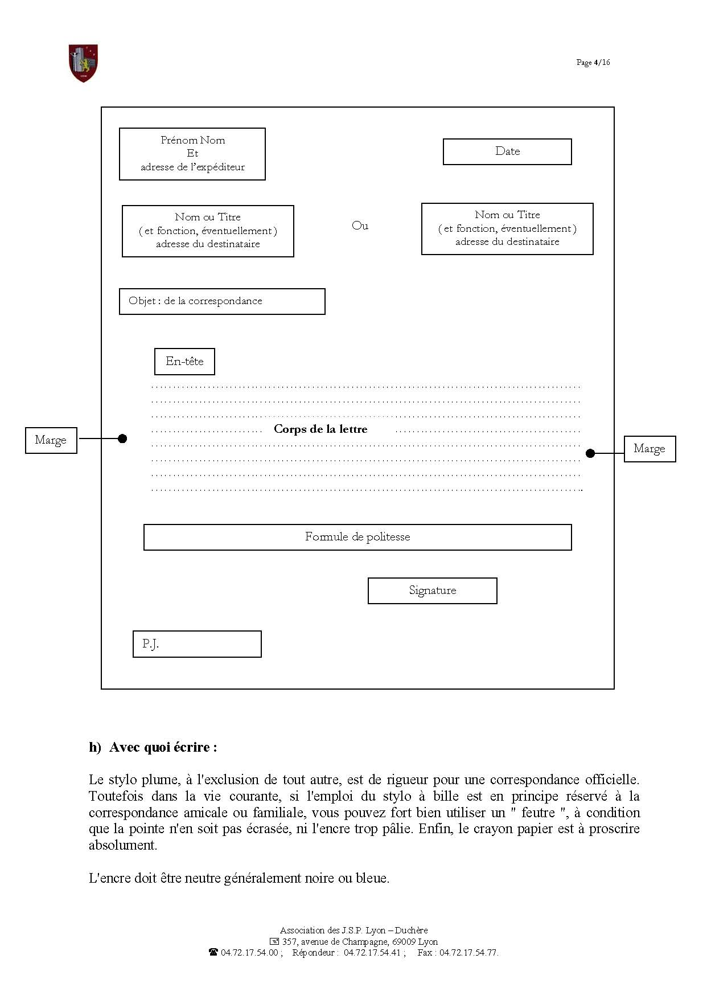 Page 4/16
Prénom Nom
Et
adresse de l’expéditeur
Date
Nom ou Titre
( et fonction, éventuellement )
adresse du destinataire
Ou
Nom ou Titre
( et fonction, éventuellement )
adresse du destinataire
Objet : de la correspondance
En-tête
Corps de la lettre
Marge
Marge
Formule de politesse
Signature
P.J.
h) Avec quoi écrire :
Le stylo plume, à l'exclusion de tout autre, est de rigueur pour une correspondance officielle.
Toutefois dans la vie courante, si l'emploi du stylo à bille est en principe réservé à la
correspondance amicale ou familiale, vous pouvez fort bien utiliser un " feutre ", à condition
que la pointe n'en soit pas écrasée, ni l'encre trop pâlie. Enfin, le crayon papier est à proscrire
absolument.
L'encre doit être neutre généralement noire ou bleue.
Association des J.S.P. Lyon – Duchère
357, avenue de Champagne, 69009 Lyon
04.72.17.54.00 ; Répondeur : 04.72.17.54.41 ; Fax : 04.72.17.54.77.